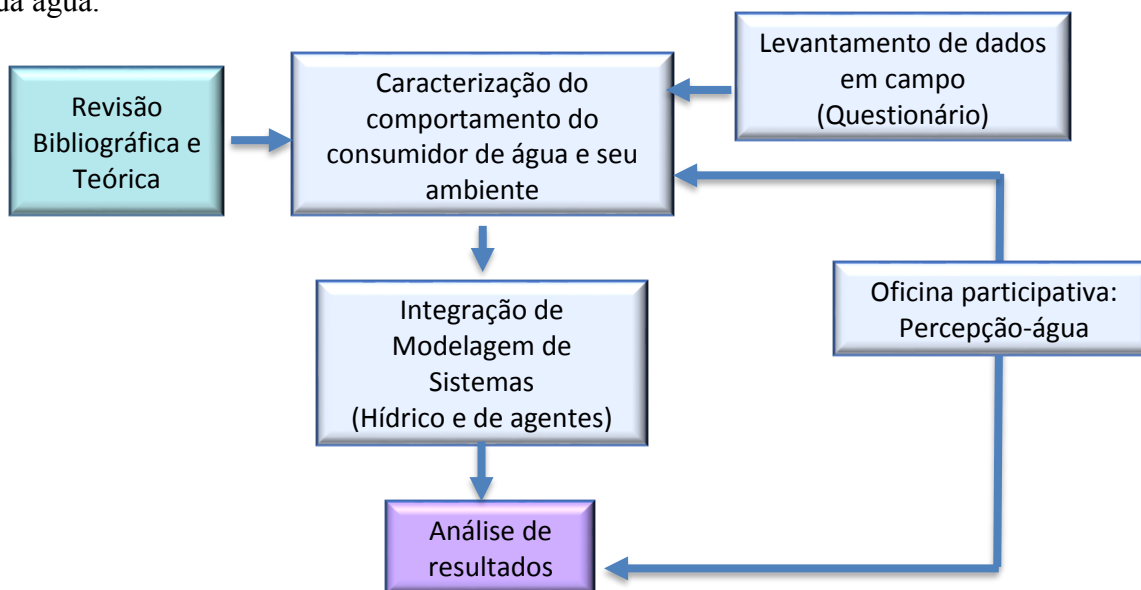 da água.
Revisão
Bibliográfica e
Teórica
Caracterização do
comportamento do
consumidor de água e seu
ambiente
Levantamento de dados
em campo
(Questionário)
Integração de
Modelagem de
Sistemas
(Hídrico e de agentes)
Oficina participativa:
Percepção-água
Análise de
resultados